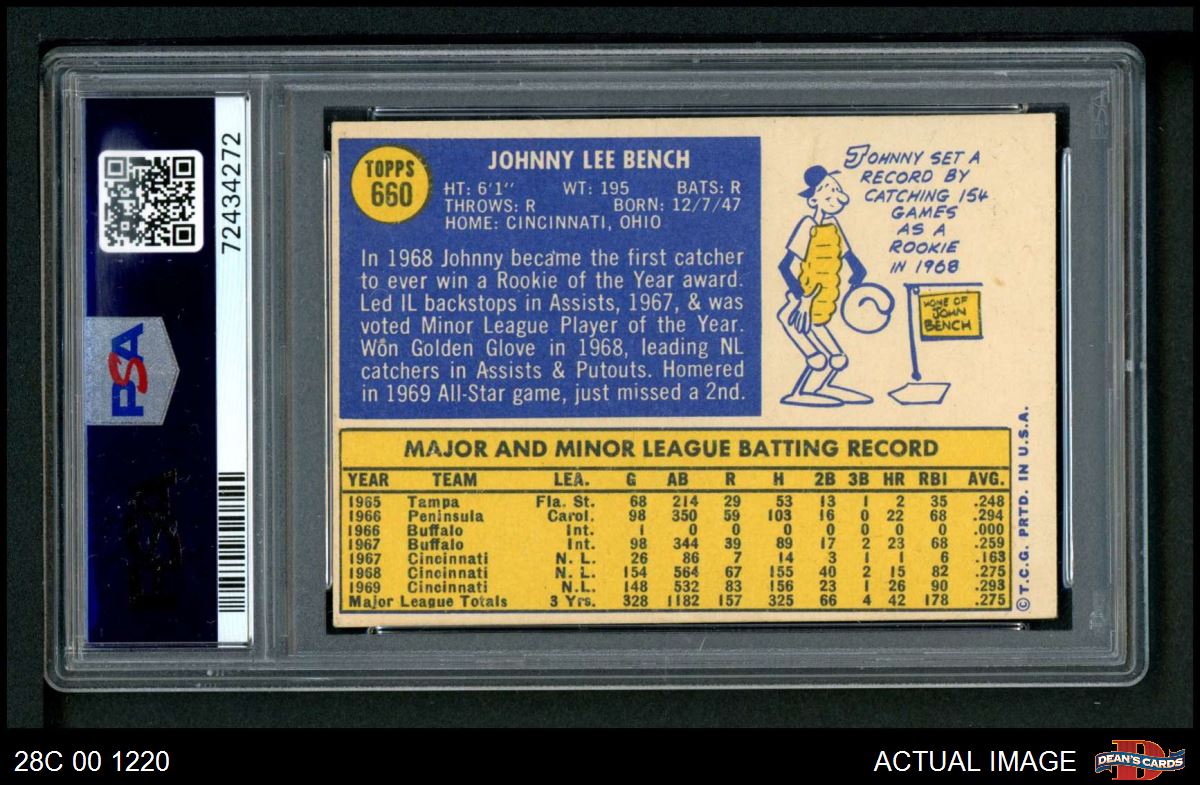 72434272
PSA
TOPPS
660
JOHNNY LEE BENCH
HT: 6'1" WT: 195 BATS: R
THROWS: R BORN: 12/7/47
HOME: CINCINNATI, OHIO
In 1968 Johnny became the first catcher
to ever win a Rookie of the Year award.
Led IL backstops in Assists, 1967, & was
voted Minor League Player of the Year.
Won Golden Glove in 1968, leading NL
catchers in Assists & Putouts. Homered
in 1969 All-Star game, just missed a 2nd.
JOHNNY SET A
RECORD BY
CATCHING 154
GAMES
AS A
ROOKIE
IN 1968
HOME OF
JOHN
BENCH
MAJOR AND MINOR LEAGUE BATTING RECORD
YEAR TEAM LEA. G AB R H 2B 3B HR RBI AVG.
1965 Tampa Fla. St. 68 214 29 53 13 1 2 35 .248
1966 Peninsula Carol. 98 350 59 103 16 0 22 68 .294
1966 Buffalo Int. 1 0 0 0 0 0 0 0 .000
1967 Buffalo Int. 98 344 39 89 17 2 23 68 .259
1967 Cincinnati N. L. 26 86 7 14 3 1 1 6 .163
1968 Cincinnati N. L. 154 564 67 155 40 2 15 82 .275
1969 Cincinnati N.L. 148 532 83 156 23 1 26 90 .293
Major League Totals 3 Yrs. 328 1182 157 325 66 4 42 178 .275
© T.C.G. PRTD. IN U.S.A.
PSA
28C 00 1220
ACTUAL IMAGE
D
DEAN'S CARDS